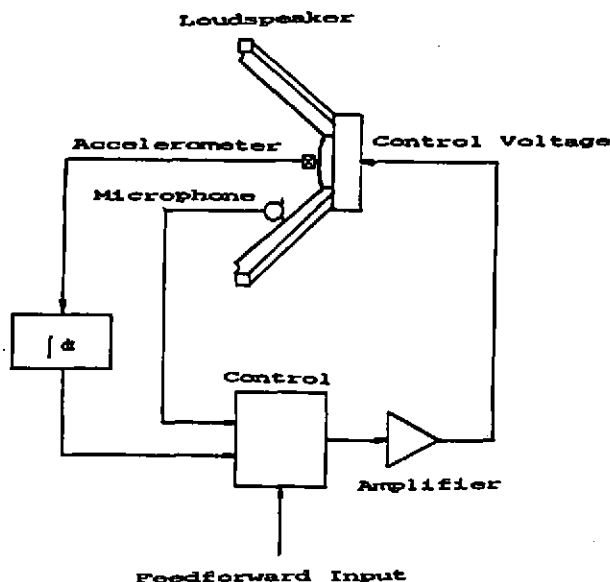 Loudspeaker
Accelerometer
Control Voltage
Microphone
∫ dt
Control
Amplifier
Feedforward Input